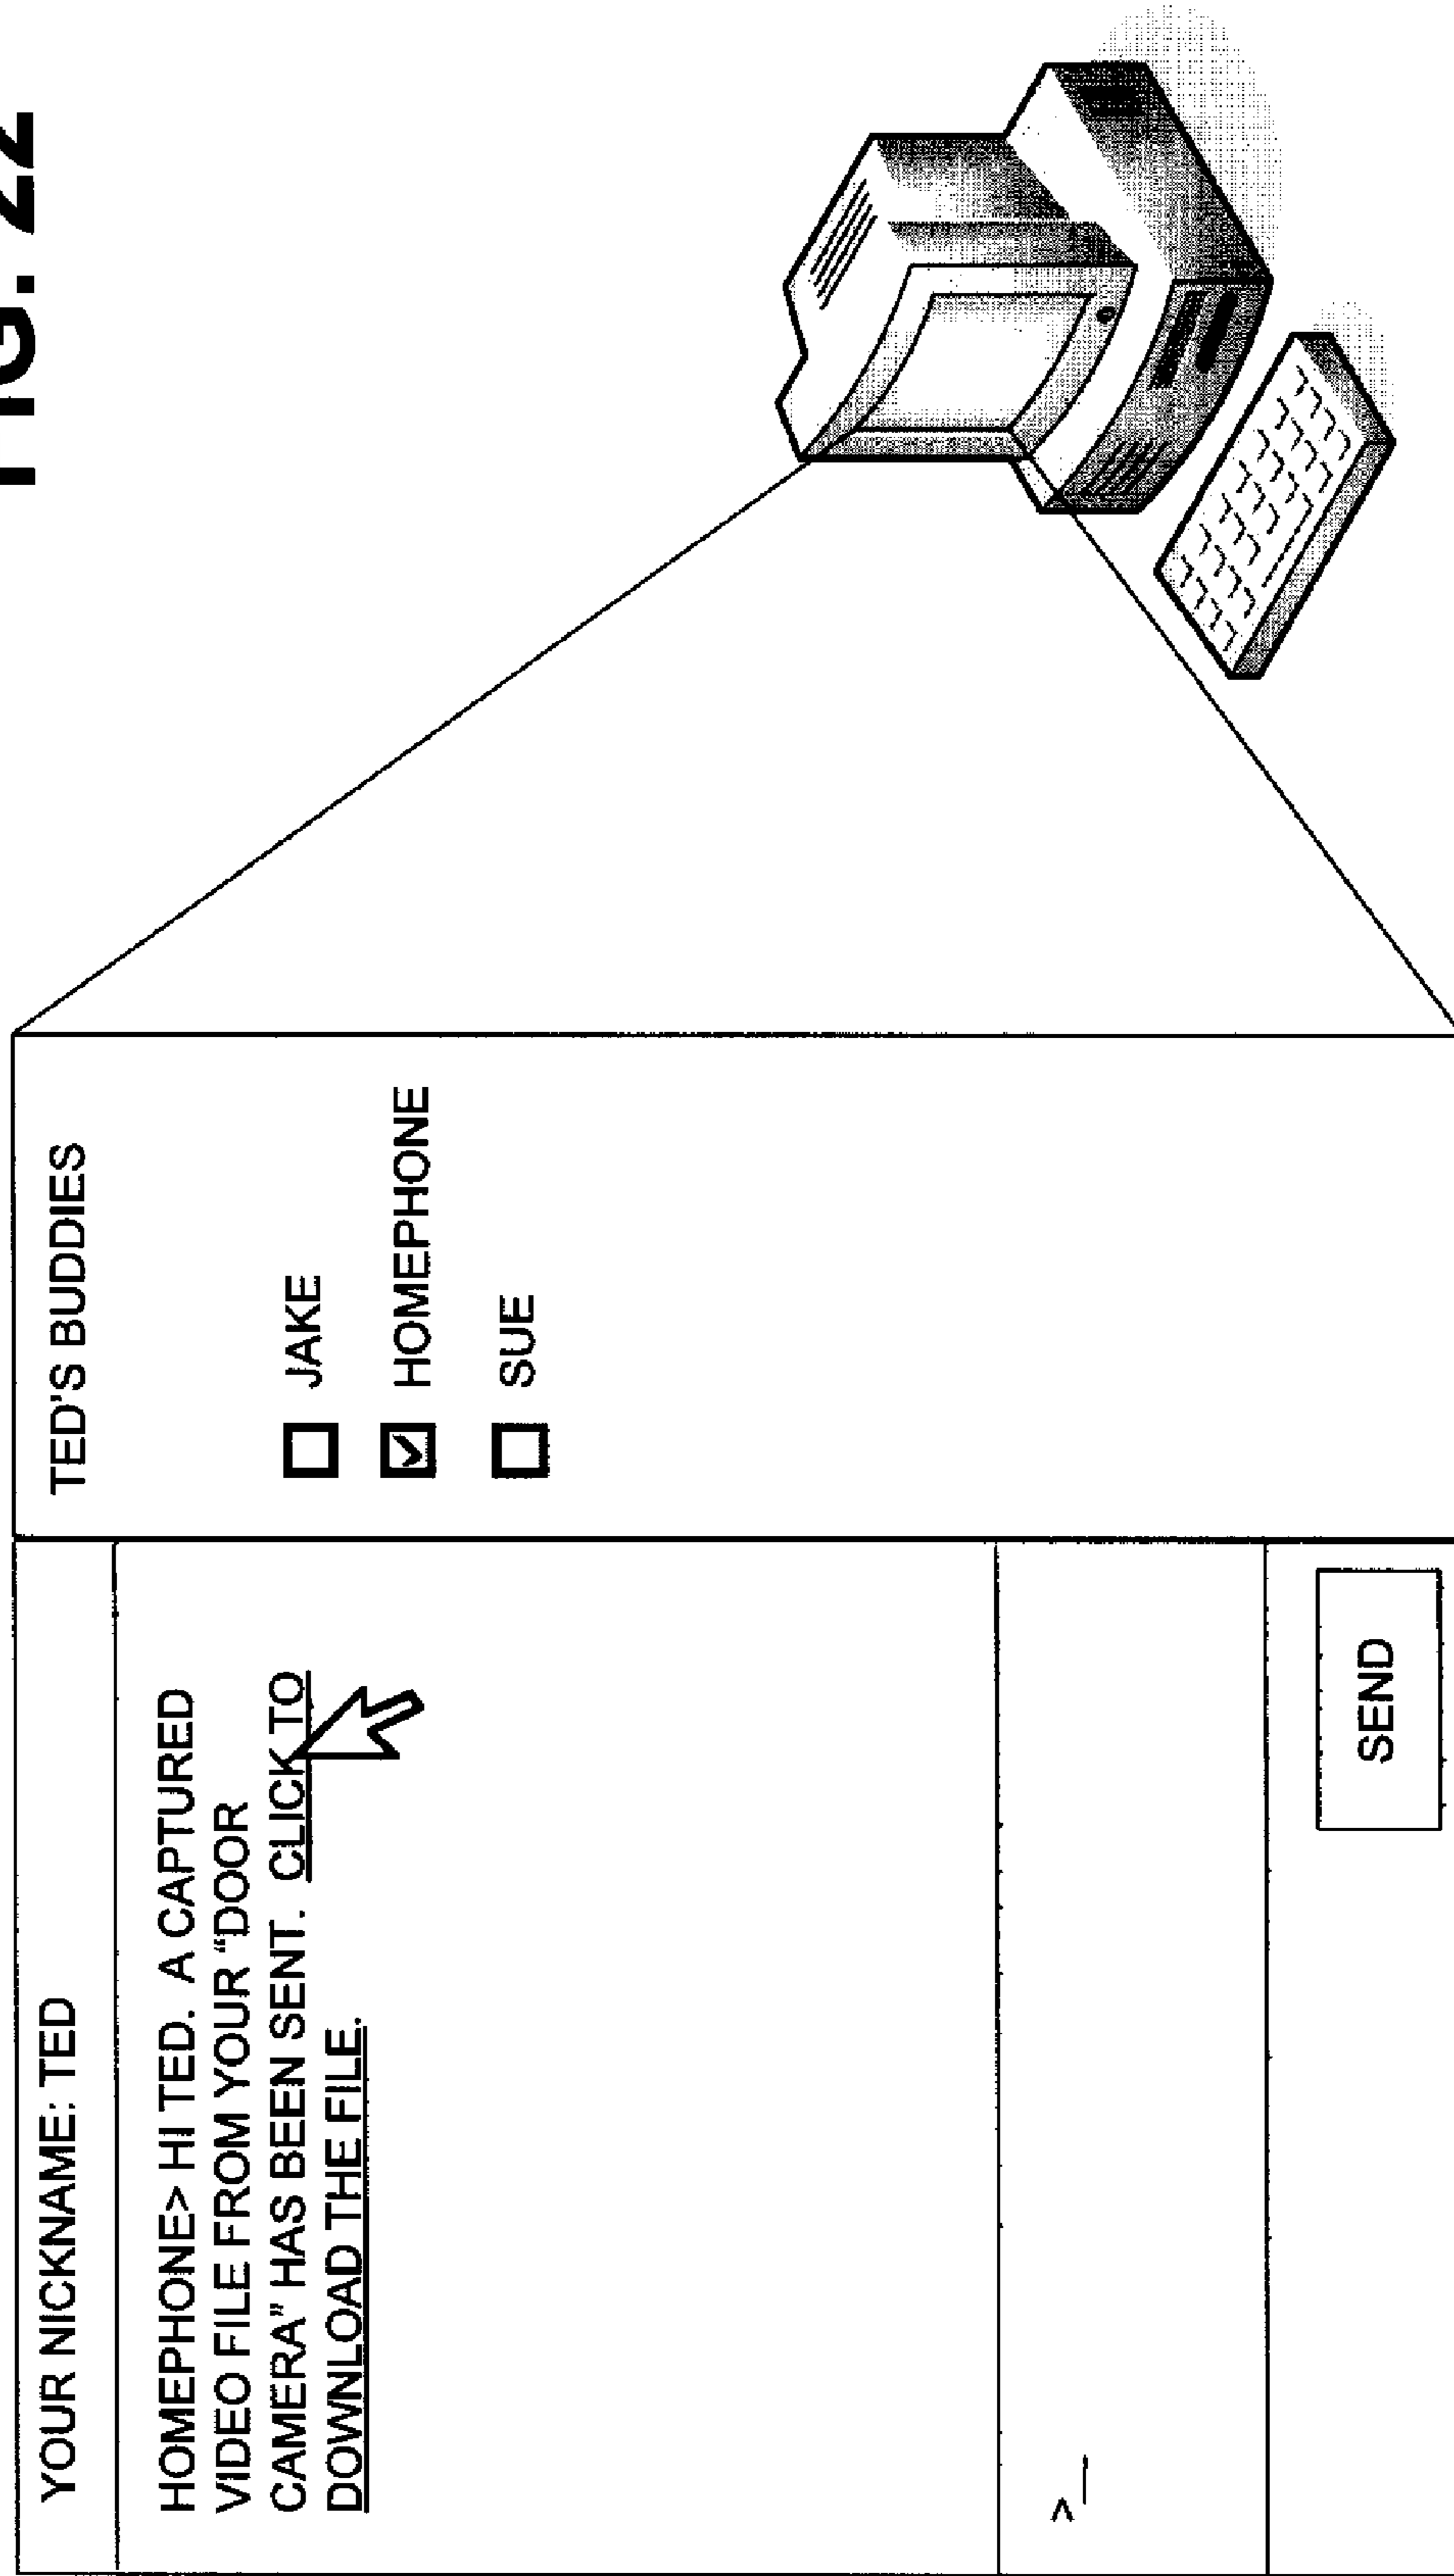 FIG. 22
YOUR NICKNAME: TED
HOMEPHONE> HI TED. A CAPTURED
VIDEO FILE FROM YOUR "DOOR
CAMERA" HAS BEEN SENT. CLICK TO
DOWNLOAD THE FILE.
>_
SEND
TED'S BUDDIES
JAKE
HOMEPHONE
SUE